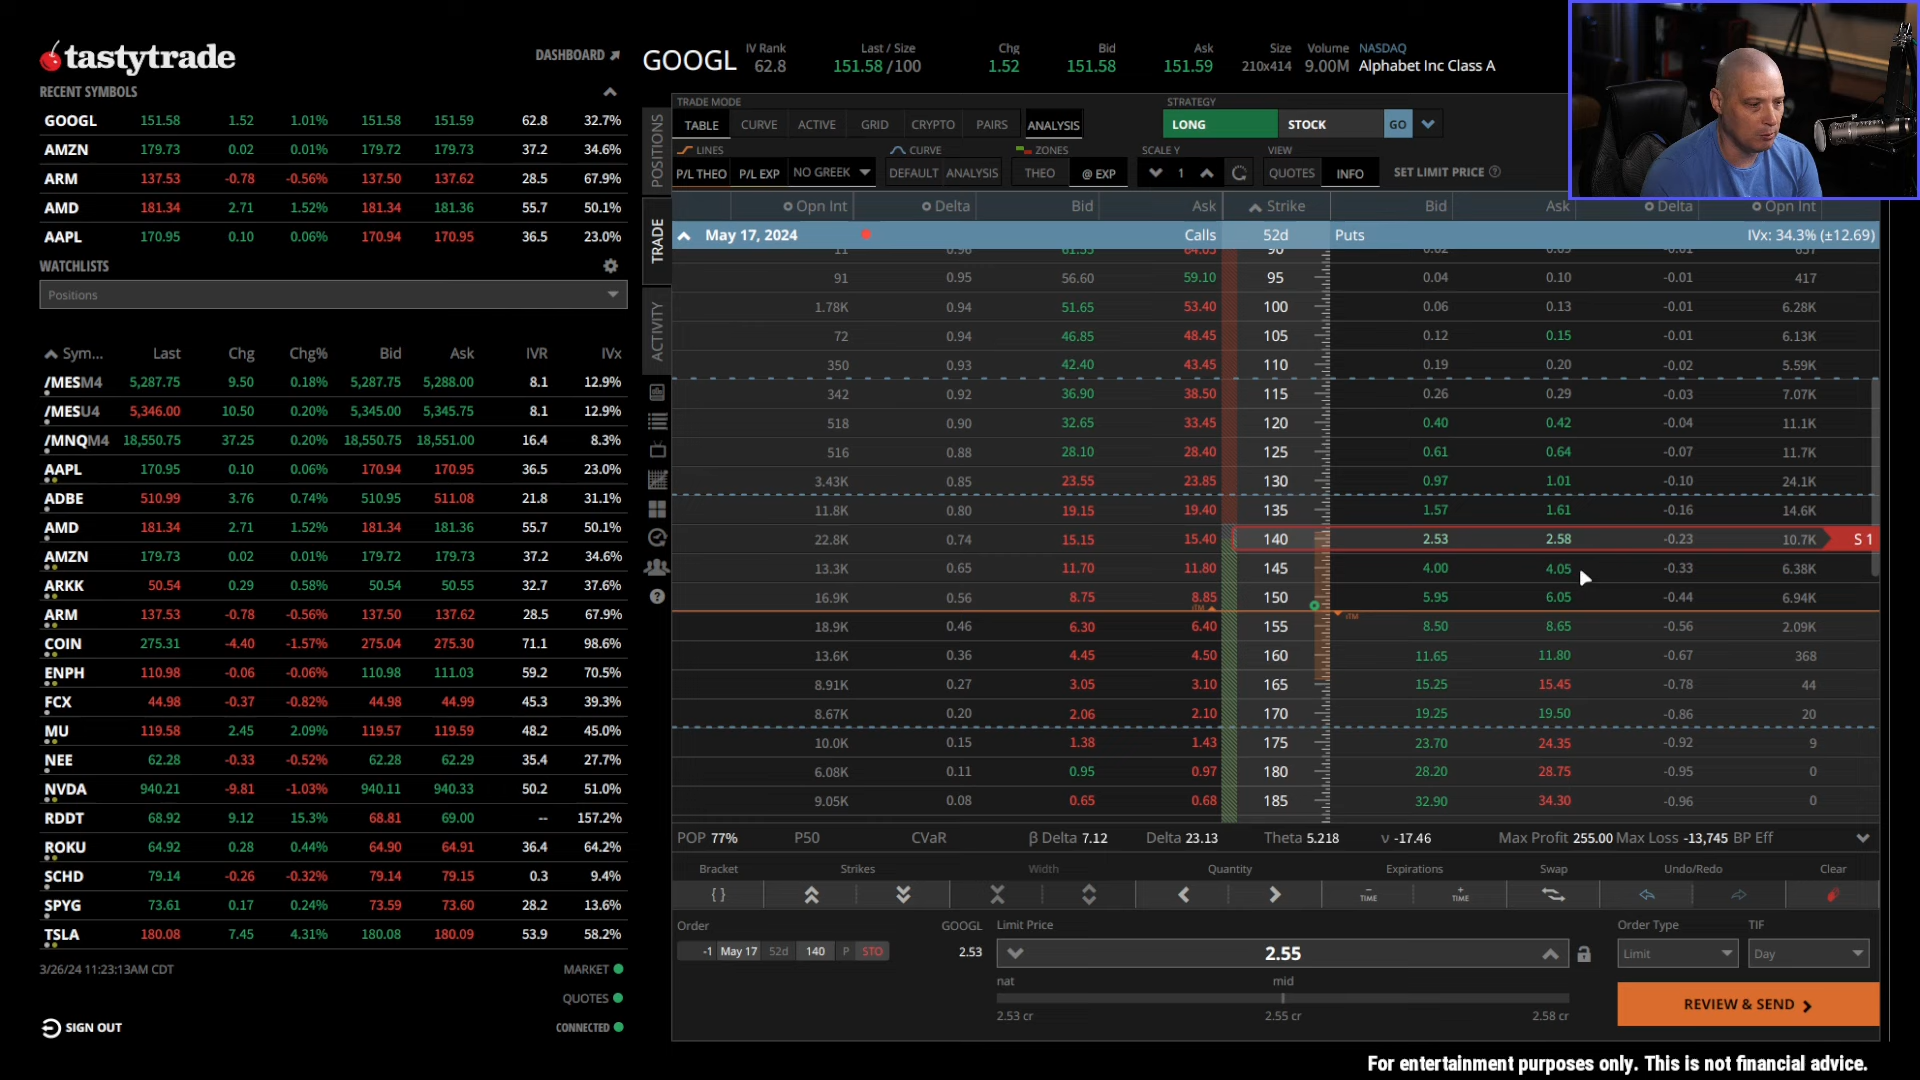 tastytrade
DASHBOARD
RECENT SYMBOLS
GOOGL 151.58 1.52 1.01% 151.58 151.59 62.8 32.7%
AMZN 179.73 0.02 0.01% 179.72 179.73 37.2 34.6%
ARM 137.53 -0.78 -0.56% 137.50 137.62 28.5 67.9%
AMD 181.34 2.71 1.52% 181.34 181.36 55.7 50.1%
AAPL 170.95 0.10 0.06% 170.94 170.95 36.5 23.0%
WATCHLISTS
Positions
Sym... Last Chg Chg% Bid Ask IVR IVx
/MESM4 5,287.75 9.50 0.18% 5,287.75 5,288.00 8.1 12.9%
/MESU4 5,346.00 10.50 0.20% 5,345.00 5,345.75 8.1 12.9%
/MNQM4 18,550.75 37.25 0.20% 18,550.75 18,551.00 16.4 8.3%
AAPL 170.95 0.10 0.06% 170.94 170.95 36.5 23.0%
ADBE 510.99 3.76 0.74% 510.95 511.08 21.8 31.1%
AMD 181.34 2.71 1.52% 181.34 181.36 55.7 50.1%
AMZN 179.73 0.02 0.01% 179.72 179.73 37.2 34.6%
ARKK 50.54 0.29 0.58% 50.54 50.55 32.7 37.6%
ARM 137.53 -0.78 -0.56% 137.50 137.62 28.5 67.9%
COIN 275.31 -4.40 -1.57% 275.04 275.30 71.1 98.6%
ENPH 110.98 -0.06 -0.06% 110.98 111.03 59.2 70.5%
FCX 44.98 -0.37 -0.82% 44.98 44.99 45.3 39.3%
MU 119.58 2.45 2.09% 119.57 119.59 48.2 45.0%
NEE 62.28 -0.33 -0.52% 62.28 62.29 35.4 27.7%
NVDA 940.21 -9.81 -1.03% 940.11 940.33 50.2 51.0%
RDDT 68.92 9.12 15.3% 68.81 69.00 -- 157.2%
ROKU 64.92 0.28 0.44% 64.90 64.91 36.4 64.2%
SCHD 79.14 -0.26 -0.32% 79.14 79.15 0.3 9.4%
SPYG 73.61 0.17 0.24% 73.59 73.60 28.2 13.6%
TSLA 180.08 7.45 4.31% 180.08 180.09 53.9 58.2%
3/26/24 11:23:13AM CDT
MARKET
QUOTES
SIGN OUT
CONNECTED
POSITIONS
TRADE
ACTIVITY
GOOGL
IV Rank Last / Size Chg Bid Ask Size Volume NASDAQ
62.8 151.58 /100 1.52 151.58 151.59 210x414 9.00M Alphabet Inc Class A
TRADE MODE STRATEGY
TABLE CURVE ACTIVE GRID CRYPTO PAIRS ANALYSIS LONG STOCK GO
LINES CURVE ZONES SCALE Y VIEW
P/L THEO P/L EXP NO GREEK DEFAULT ANALYSIS THEO @ EXP 1 QUOTES INFO SET LIMIT PRICE
Opn Int Delta Bid Ask Strike Bid Ask Delta Opn Int
May 17, 2024 Calls 52d Puts IVx: 34.3% (±12.69)
91 0.95 56.60 59.10 95 0.04 0.10 -0.01 417
1.78K 0.94 51.65 53.40 100 0.06 0.13 -0.01 6.28K
72 0.94 46.85 48.45 105 0.12 0.15 -0.01 6.13K
350 0.93 42.40 43.45 110 0.19 0.20 -0.02 5.59K
342 0.92 36.90 38.50 115 0.26 0.29 -0.03 7.07K
518 0.90 32.65 33.45 120 0.40 0.42 -0.04 11.1K
516 0.88 28.10 28.40 125 0.61 0.64 -0.07 11.7K
3.43K 0.85 23.55 23.85 130 0.97 1.01 -0.10 24.1K
11.8K 0.80 19.15 19.40 135 1.57 1.61 -0.16 14.6K
22.8K 0.74 15.15 15.40 140 2.53 2.58 -0.23 10.7K S 1
13.3K 0.65 11.70 11.80 145 4.00 4.05 -0.33 6.38K
16.9K 0.56 8.75 8.85 150 5.95 6.05 -0.44 6.94K
ITM ITM
18.9K 0.46 6.30 6.40 155 8.50 8.65 -0.56 2.09K
13.6K 0.36 4.45 4.50 160 11.65 11.80 -0.67 368
8.91K 0.27 3.05 3.10 165 15.25 15.45 -0.78 44
8.67K 0.20 2.06 2.10 170 19.25 19.50 -0.86 20
10.0K 0.15 1.38 1.43 175 23.70 24.35 -0.92 9
6.08K 0.11 0.95 0.97 180 28.20 28.75 -0.95 0
9.05K 0.08 0.65 0.68 185 32.90 34.30 -0.96 0
POP 77% P50 CVaR β Delta 7.12 Delta 23.13 Theta 5.218 ν -17.46 Max Profit 255.00 Max Loss -13,745 BP Eff
Bracket Strikes Width Quantity Expirations Swap Undo/Redo Clear
{ } TIME TIME
Order GOOGL Limit Price Order Type TIF
-1 May 17 52d 140 P STO 2.53 2.55 Limit Day
nat mid
2.53 cr 2.55 cr 2.58 cr
REVIEW & SEND
For entertainment purposes only. This is not financial advice.